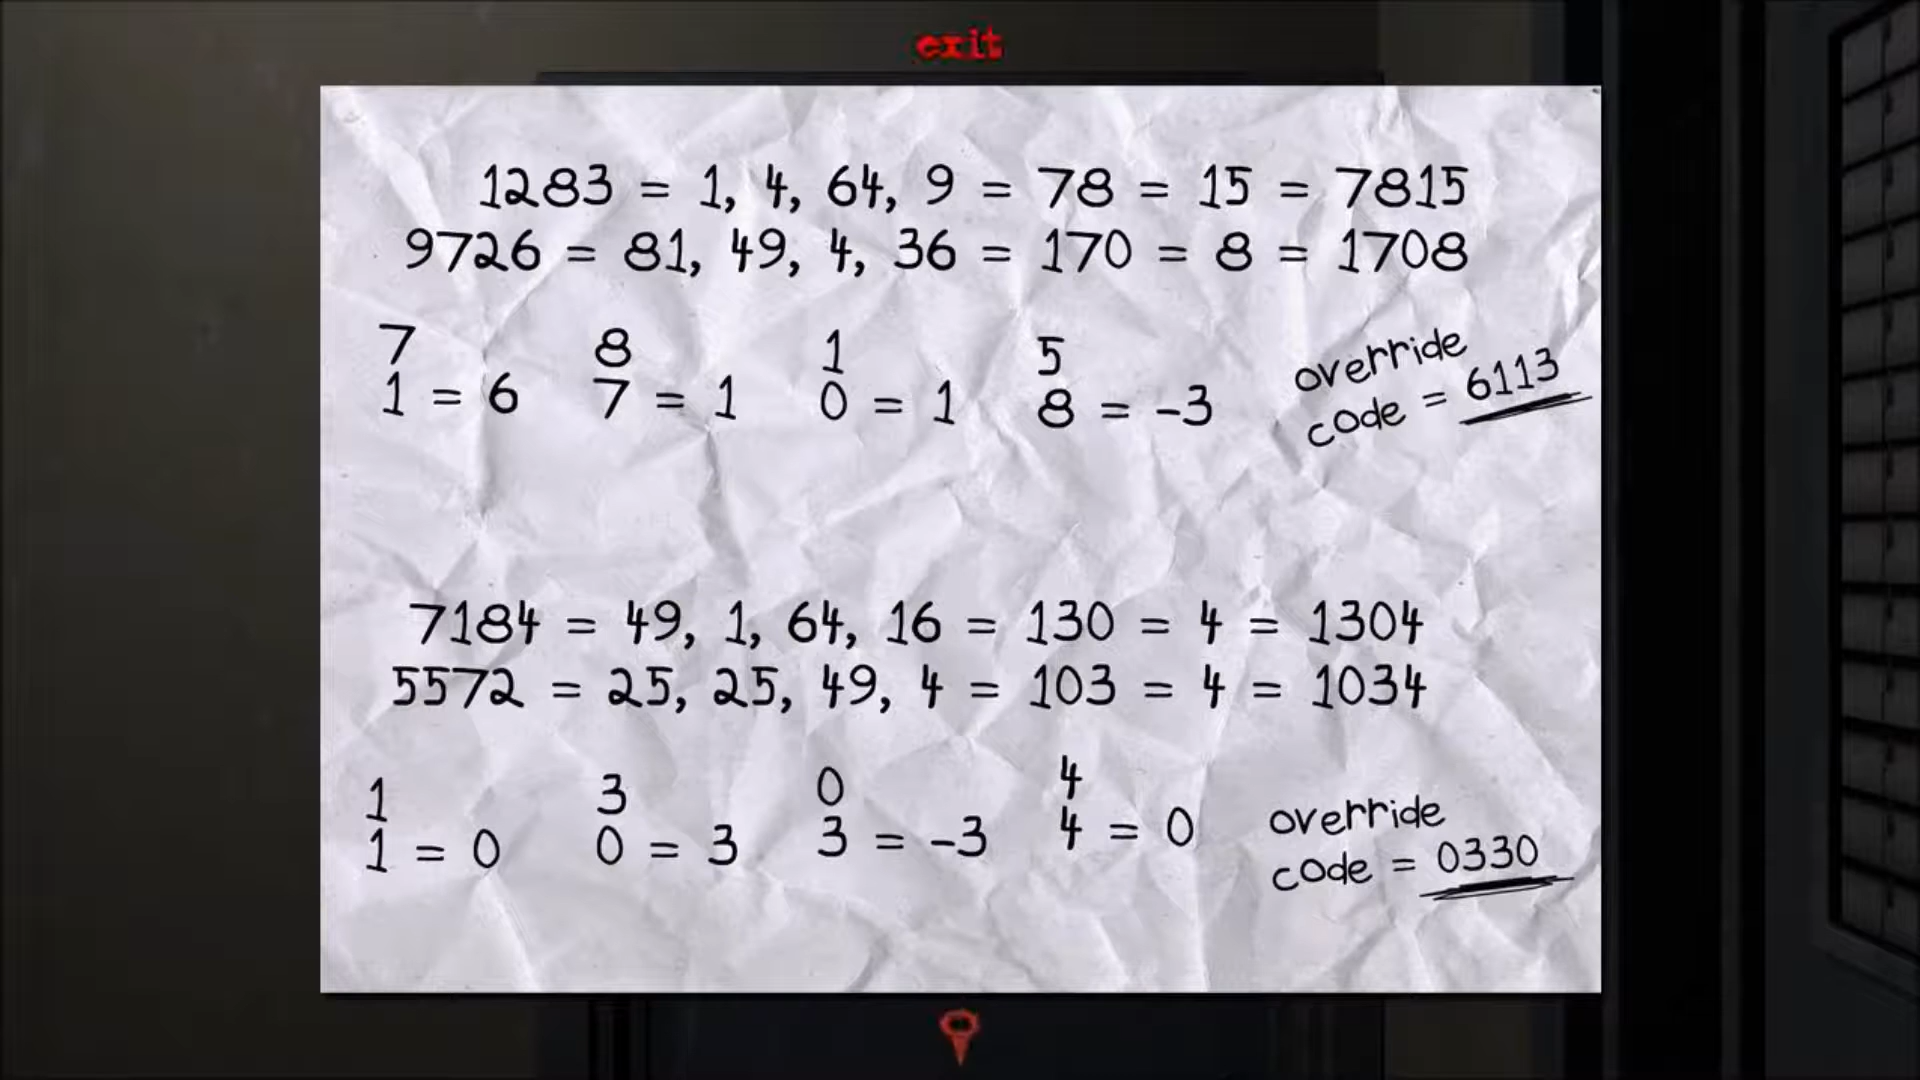 exit
1283 = 1, 4, 64, 9 = 78 = 15 = 7815
9726 = 81, 49, 4, 36 = 170 = 8 = 1708
7 8 1 5
1 = 6 7 = 1 0 = 1 8 = -3
override
code = 6113
7184 = 49, 1, 64, 16 = 130 = 4 = 1304
5572 = 25, 25, 49, 4 = 103 = 4 = 1034
1 3 0 4
1 = 0 0 = 3 3 = -3 4 = 0
override
code = 0330